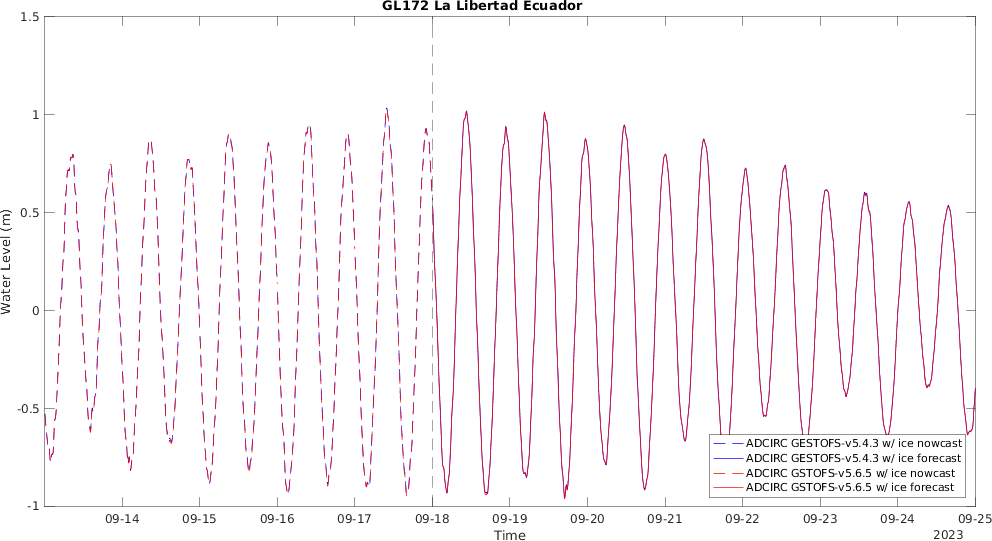 GL172 La Libertad Ecuador
1.5
1
0.5
0
-0.5
-1
Water Level (m)
ADCIRC GESTOFS-v5.4.3 w/ ice nowcast
ADCIRC GESTOFS-v5.4.3 w/ ice forecast
ADCIRC GSTOFS-v5.6.5 w/ ice nowcast
ADCIRC GSTOFS-v5.6.5 w/ ice forecast
09-14 09-15 09-16 09-17 09-18 09-19 09-20 09-21 09-22 09-23 09-24 09-25
Time
2023